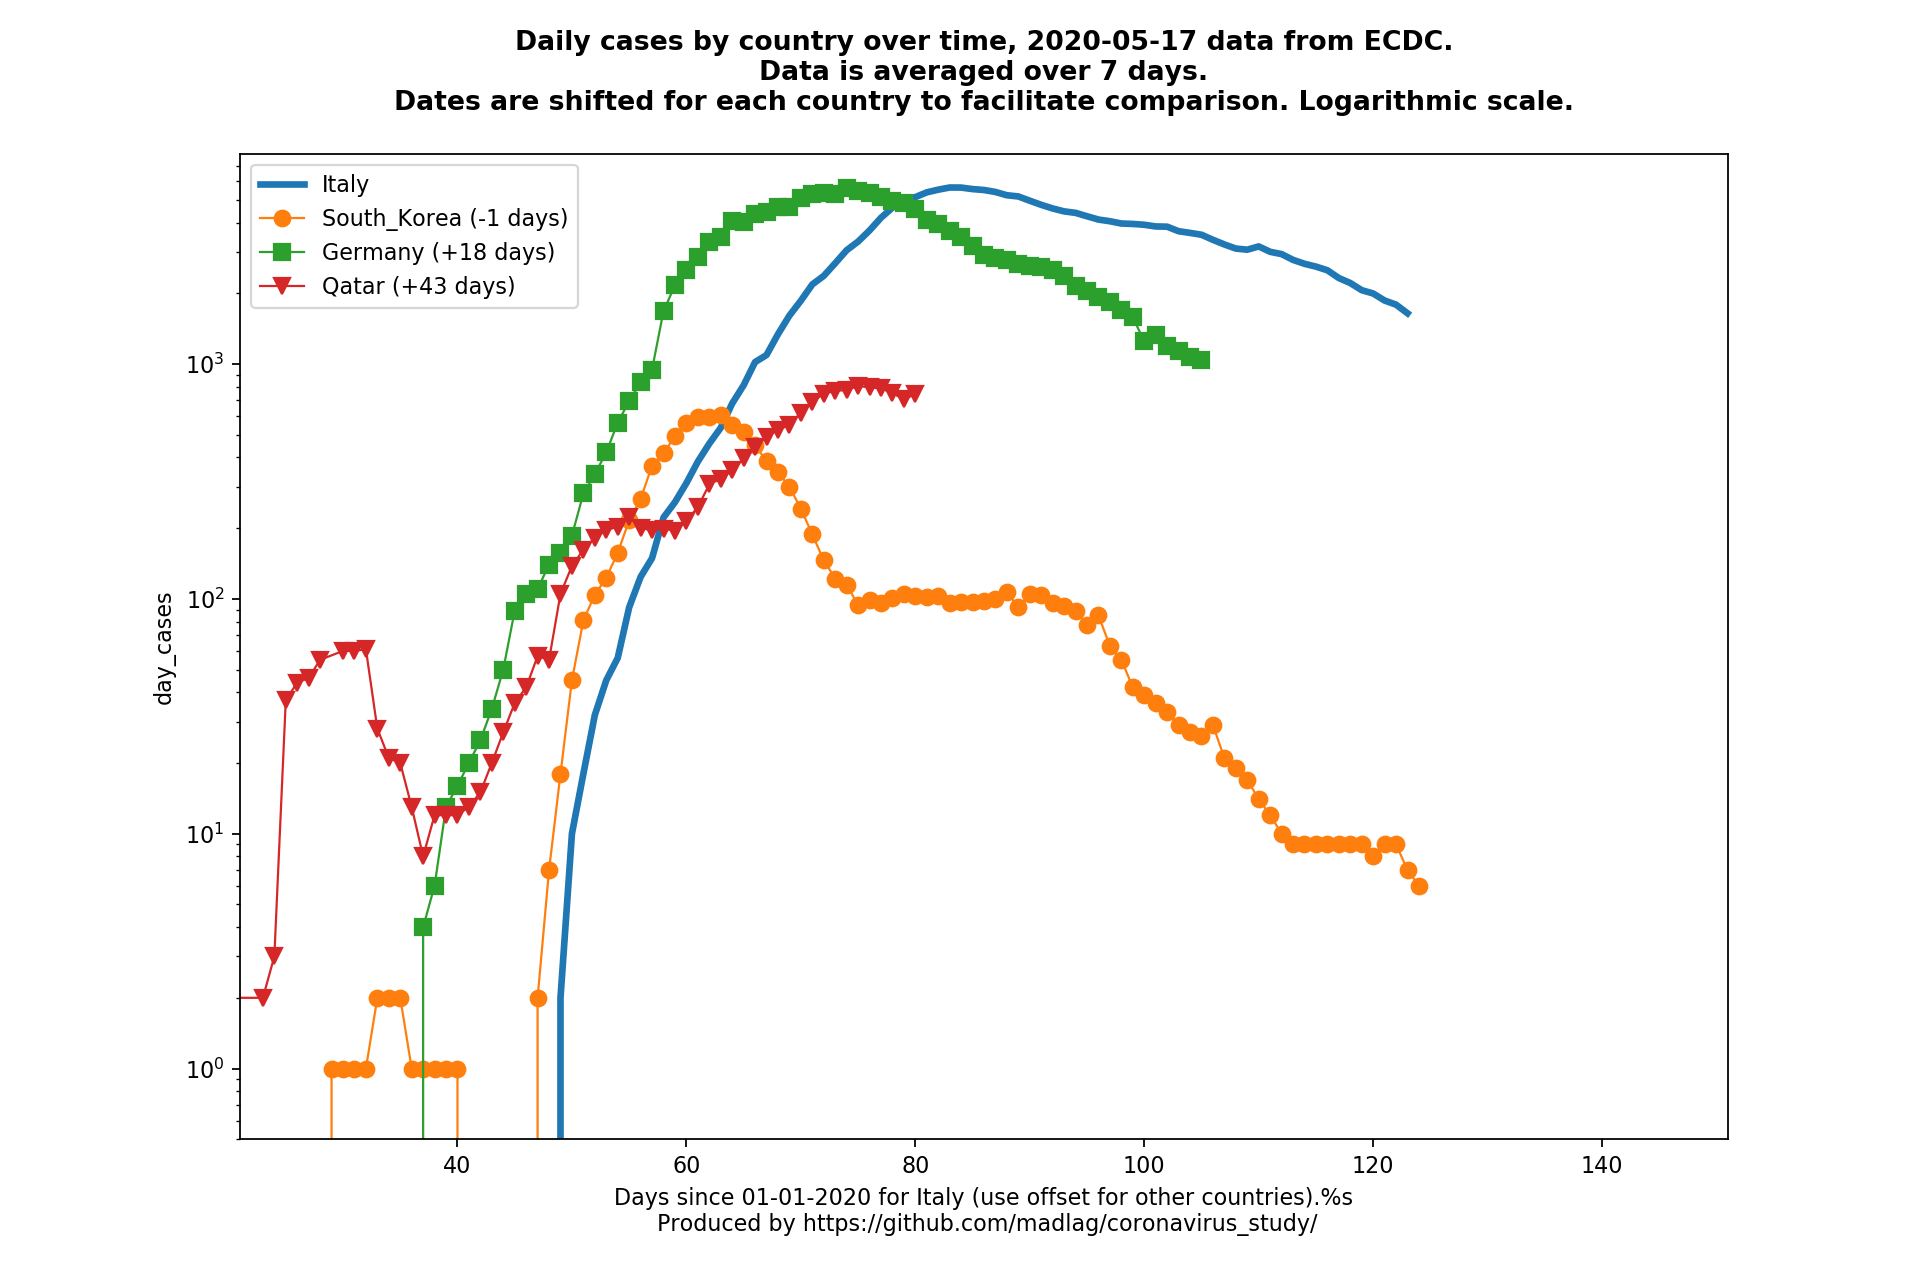 Daily cases by country over time, 2020-05-17 data from ECDC.
Data is averaged over 7 days.
Dates are shifted for each country to facilitate comparison. Logarithmic scale.
Italy
South_Korea (-1 days)
Germany (+18 days)
Qatar (+43 days)
day_cases
10³
10²
10¹
10⁰
40 60 80 100 120 140
Days since 01-01-2020 for Italy (use offset for other countries).%s
Produced by https://github.com/madlag/coronavirus_study/